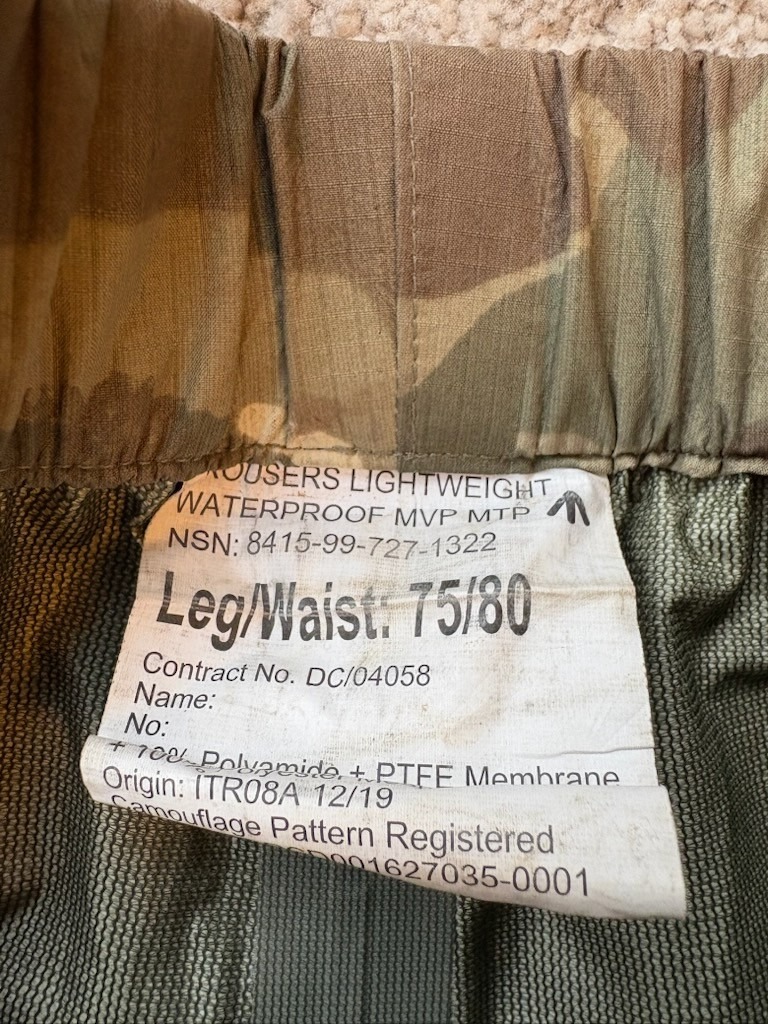 TROUSERS LIGHTWEIGHT
WATERPROOF MVP MTP
NSN: 8415-99-727-1322
Leg/Waist: 75/80
Contract No. DC/04058
Name:
No:
Polyamide + PTFE Membrane
Origin: ITR08A 12/19
Camouflage Pattern Registered
001627035-0001